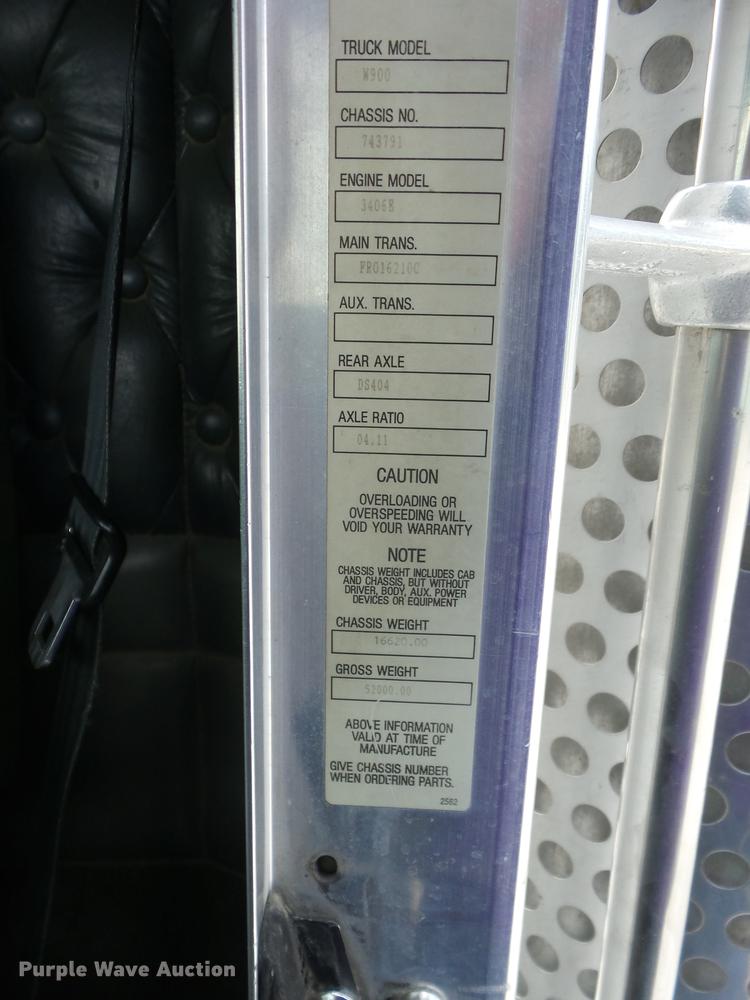 TRUCK MODEL
W900
CHASSIS NO.
743791
ENGINE MODEL
3406E
MAIN TRANS.
FRO16210C
AUX. TRANS.
REAR AXLE
DS404
AXLE RATIO
04.11
CAUTION
OVERLOADING OR
OVERSPEEDING WILL
VOID YOUR WARRANTY
NOTE
CHASSIS WEIGHT INCLUDES CAB
AND CHASSIS, BUT WITHOUT
DRIVER, BODY, AUX. POWER
DEVICES OR EQUIPMENT
CHASSIS WEIGHT
16620.00
GROSS WEIGHT
52000.00
ABOVE INFORMATION
VALID AT TIME OF
MANUFACTURE
GIVE CHASSIS NUMBER
WHEN ORDERING PARTS.
2562
Purple Wave Auction